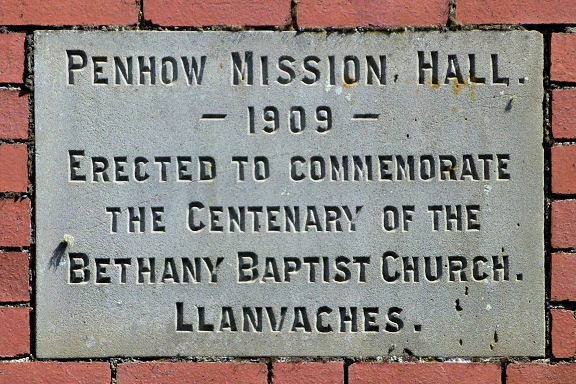 PENHOW MISSION HALL.
– 1909 –
ERECTED TO COMMEMORATE
THE CENTENARY OF THE
BETHANY BAPTIST CHURCH.
LLANVACHES.